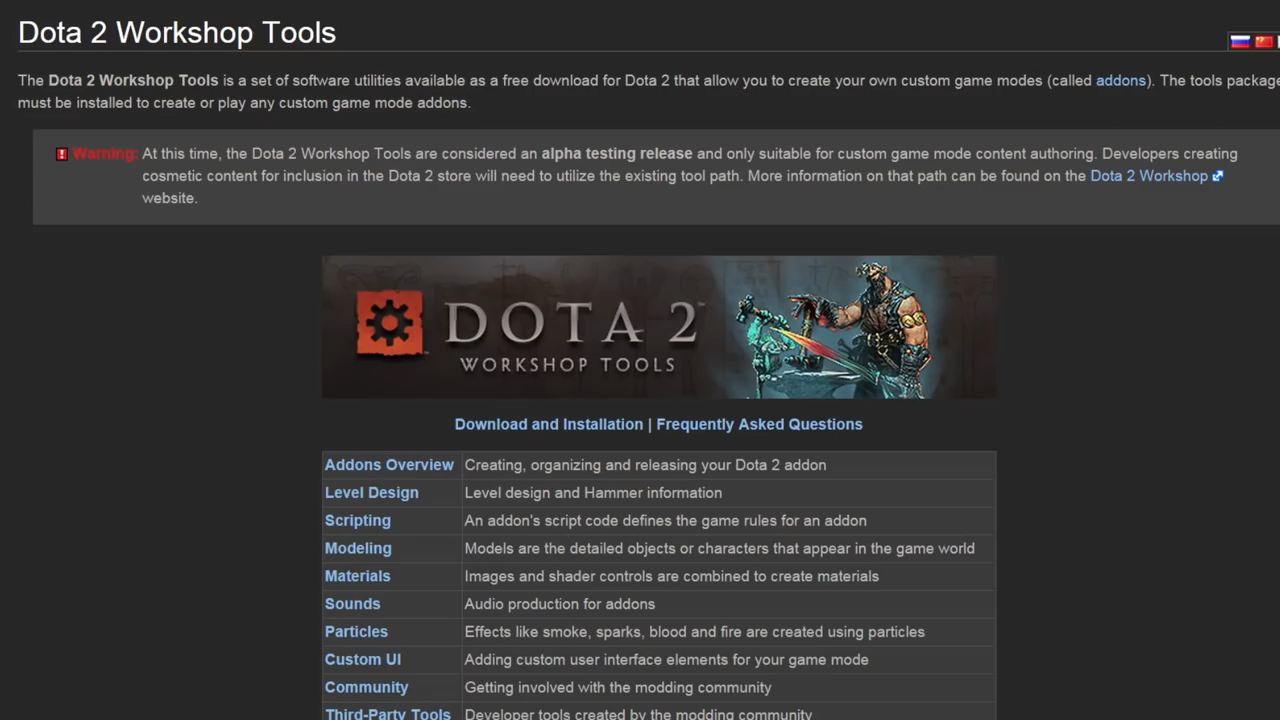 Dota 2 Workshop Tools
The Dota 2 Workshop Tools is a set of software utilities available as a free download for Dota 2 that allow you to create your own custom game modes (called addons). The tools package
must be installed to create or play any custom game mode addons.
Warning: At this time, the Dota 2 Workshop Tools are considered an alpha testing release and only suitable for custom game mode content authoring. Developers creating
cosmetic content for inclusion in the Dota 2 store will need to utilize the existing tool path. More information on that path can be found on the Dota 2 Workshop
website.
DOTA 2™
WORKSHOP TOOLS
Download and Installation | Frequently Asked Questions
Addons Overview Creating, organizing and releasing your Dota 2 addon
Level Design Level design and Hammer information
Scripting An addon's script code defines the game rules for an addon
Modeling Models are the detailed objects or characters that appear in the game world
Materials Images and shader controls are combined to create materials
Sounds Audio production for addons
Particles Effects like smoke, sparks, blood and fire are created using particles
Custom UI Adding custom user interface elements for your game mode
Community Getting involved with the modding community
Third-Party Tools Developer tools created by the modding community